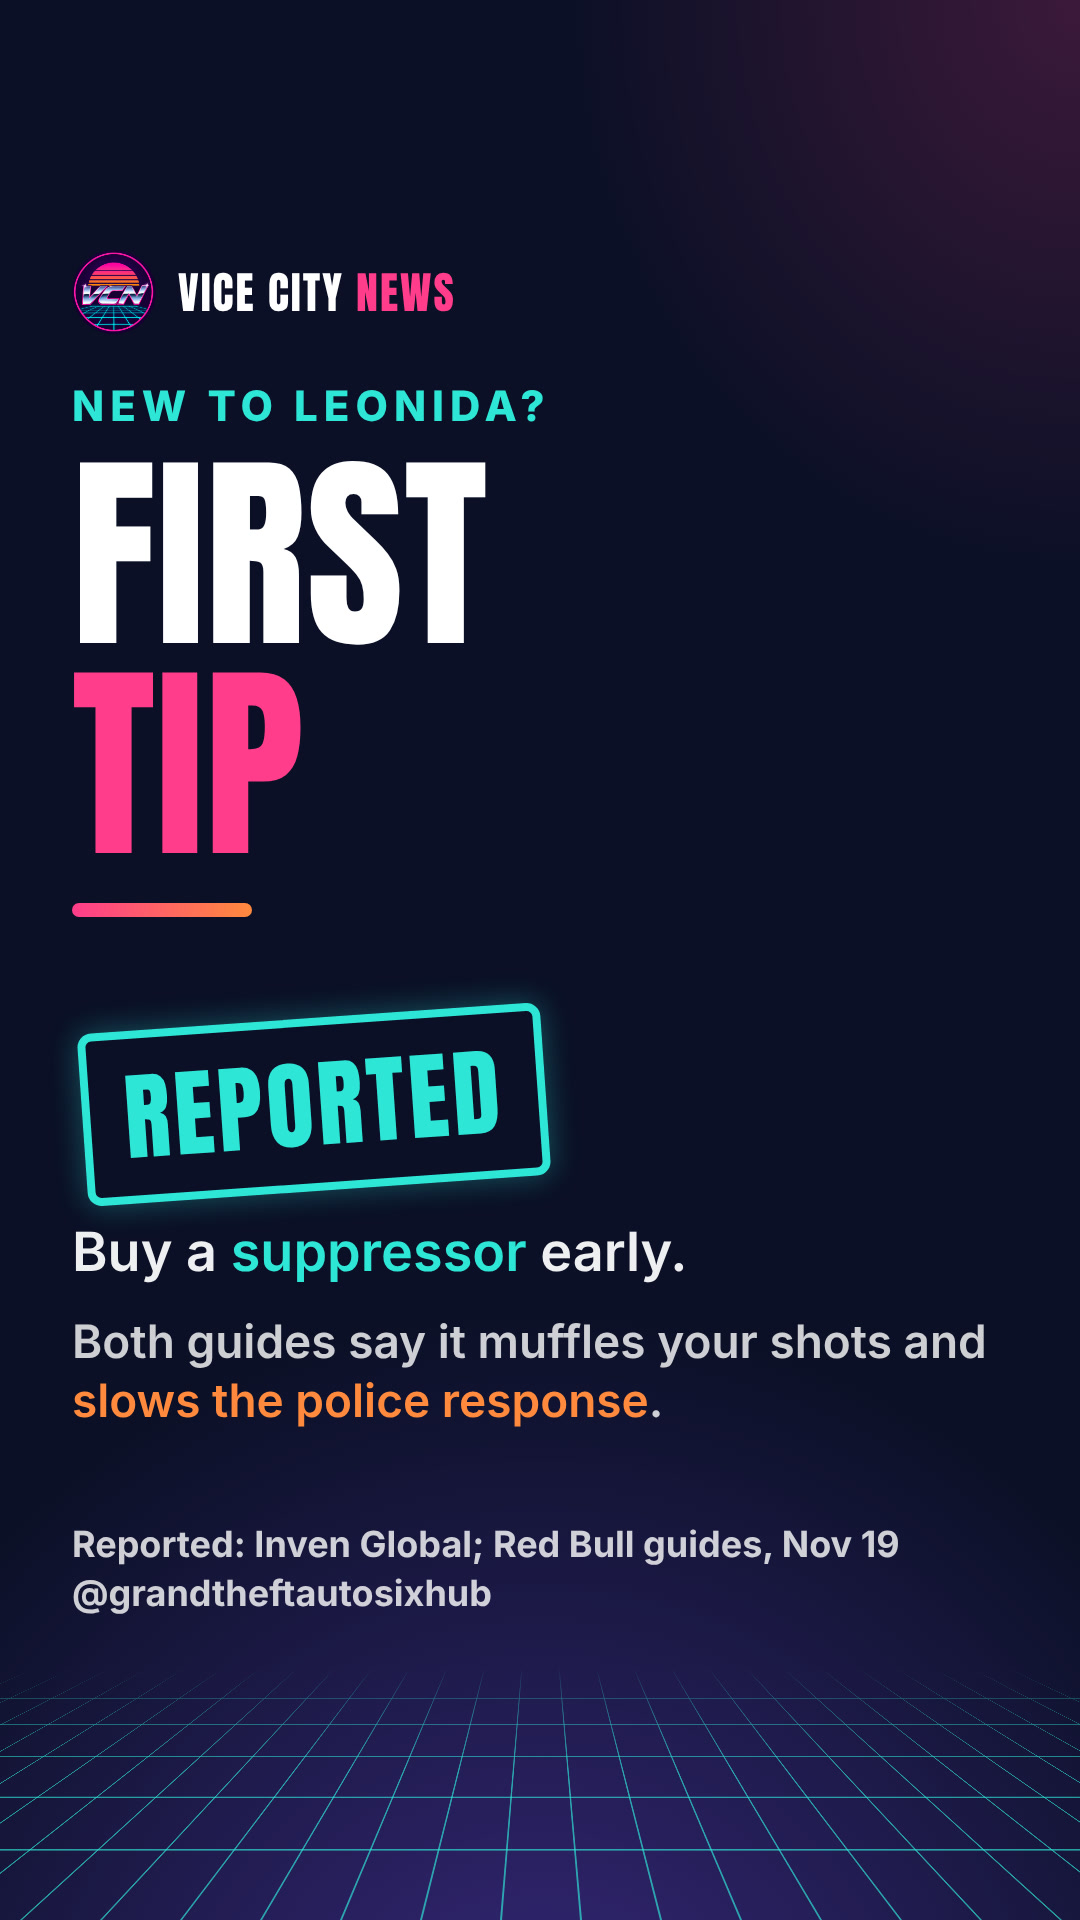 VCN
VICE CITY NEWS
NEW TO LEONIDA?
FIRST
TIP
REPORTED
Buy a suppressor early.
Both guides say it muffles your shots and
slows the police response.
Reported: Inven Global; Red Bull guides, Nov 19
@grandtheftautosixhub